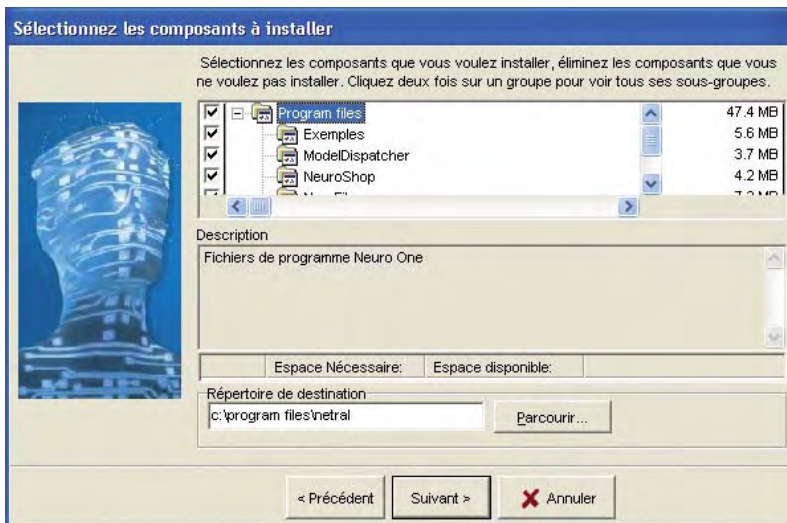 Sélectionnez les composants à installer
Sélectionnez les composants que vous voulez installer, éliminez les composants que vous
ne voulez pas installer. Cliquez deux fois sur un groupe pour voir tous ses sous-groupes.
Program files 47.4 MB
Exemples 5.6 MB
ModelDispatcher 3.7 MB
NeuroShop 4.2 MB
Description
Fichiers de programme Neuro One
Espace Nécessaire: Espace disponible:
Répertoire de destination
c:\program files\netral
Parcourir...
< Précédent
Suivant >
Annuler